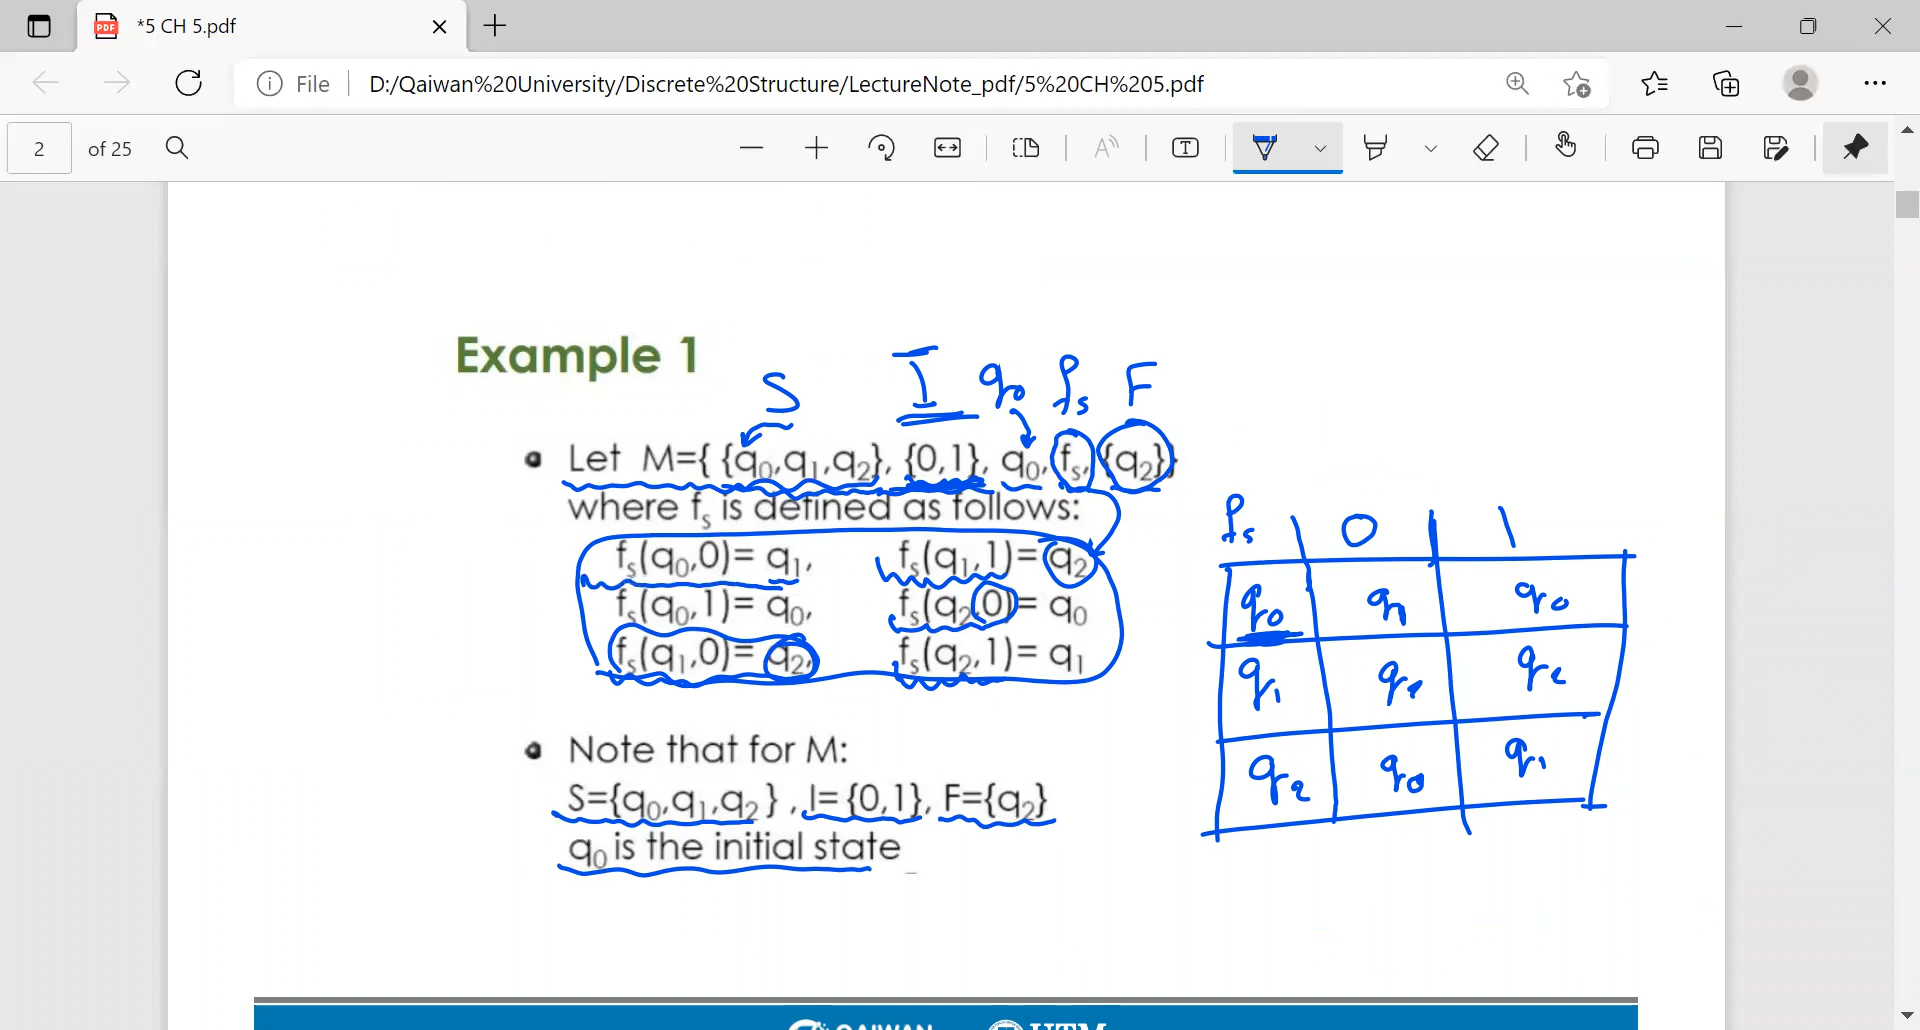 *5 CH 5.pdf
File D:/Qaiwan%20University/Discrete%20Structure/LectureNote_pdf/5%20CH%205.pdf
2 of 25
Example 1
S I q₀ fₛ F
Let M={ {q₀,q₁,q₂}, {0,1}, q₀, fₛ, {q₂}}
where fₛ is defined as follows:
fₛ(q₀,0)= q₁, fₛ(q₁,1)= q₂
fₛ(q₀,1)= q₀, fₛ(q₂,0)= q₀
fₛ(q₁,0)= q₂, fₛ(q₂,1)= q₁
fₛ 0 1
q₀ q₁ q₀
q₁ q₂ q₂
q₂ q₀ q₁
Note that for M:
S={q₀,q₁,q₂ } , I={0,1}, F={q₂}
q₀ is the initial state
QAIWAN UTM